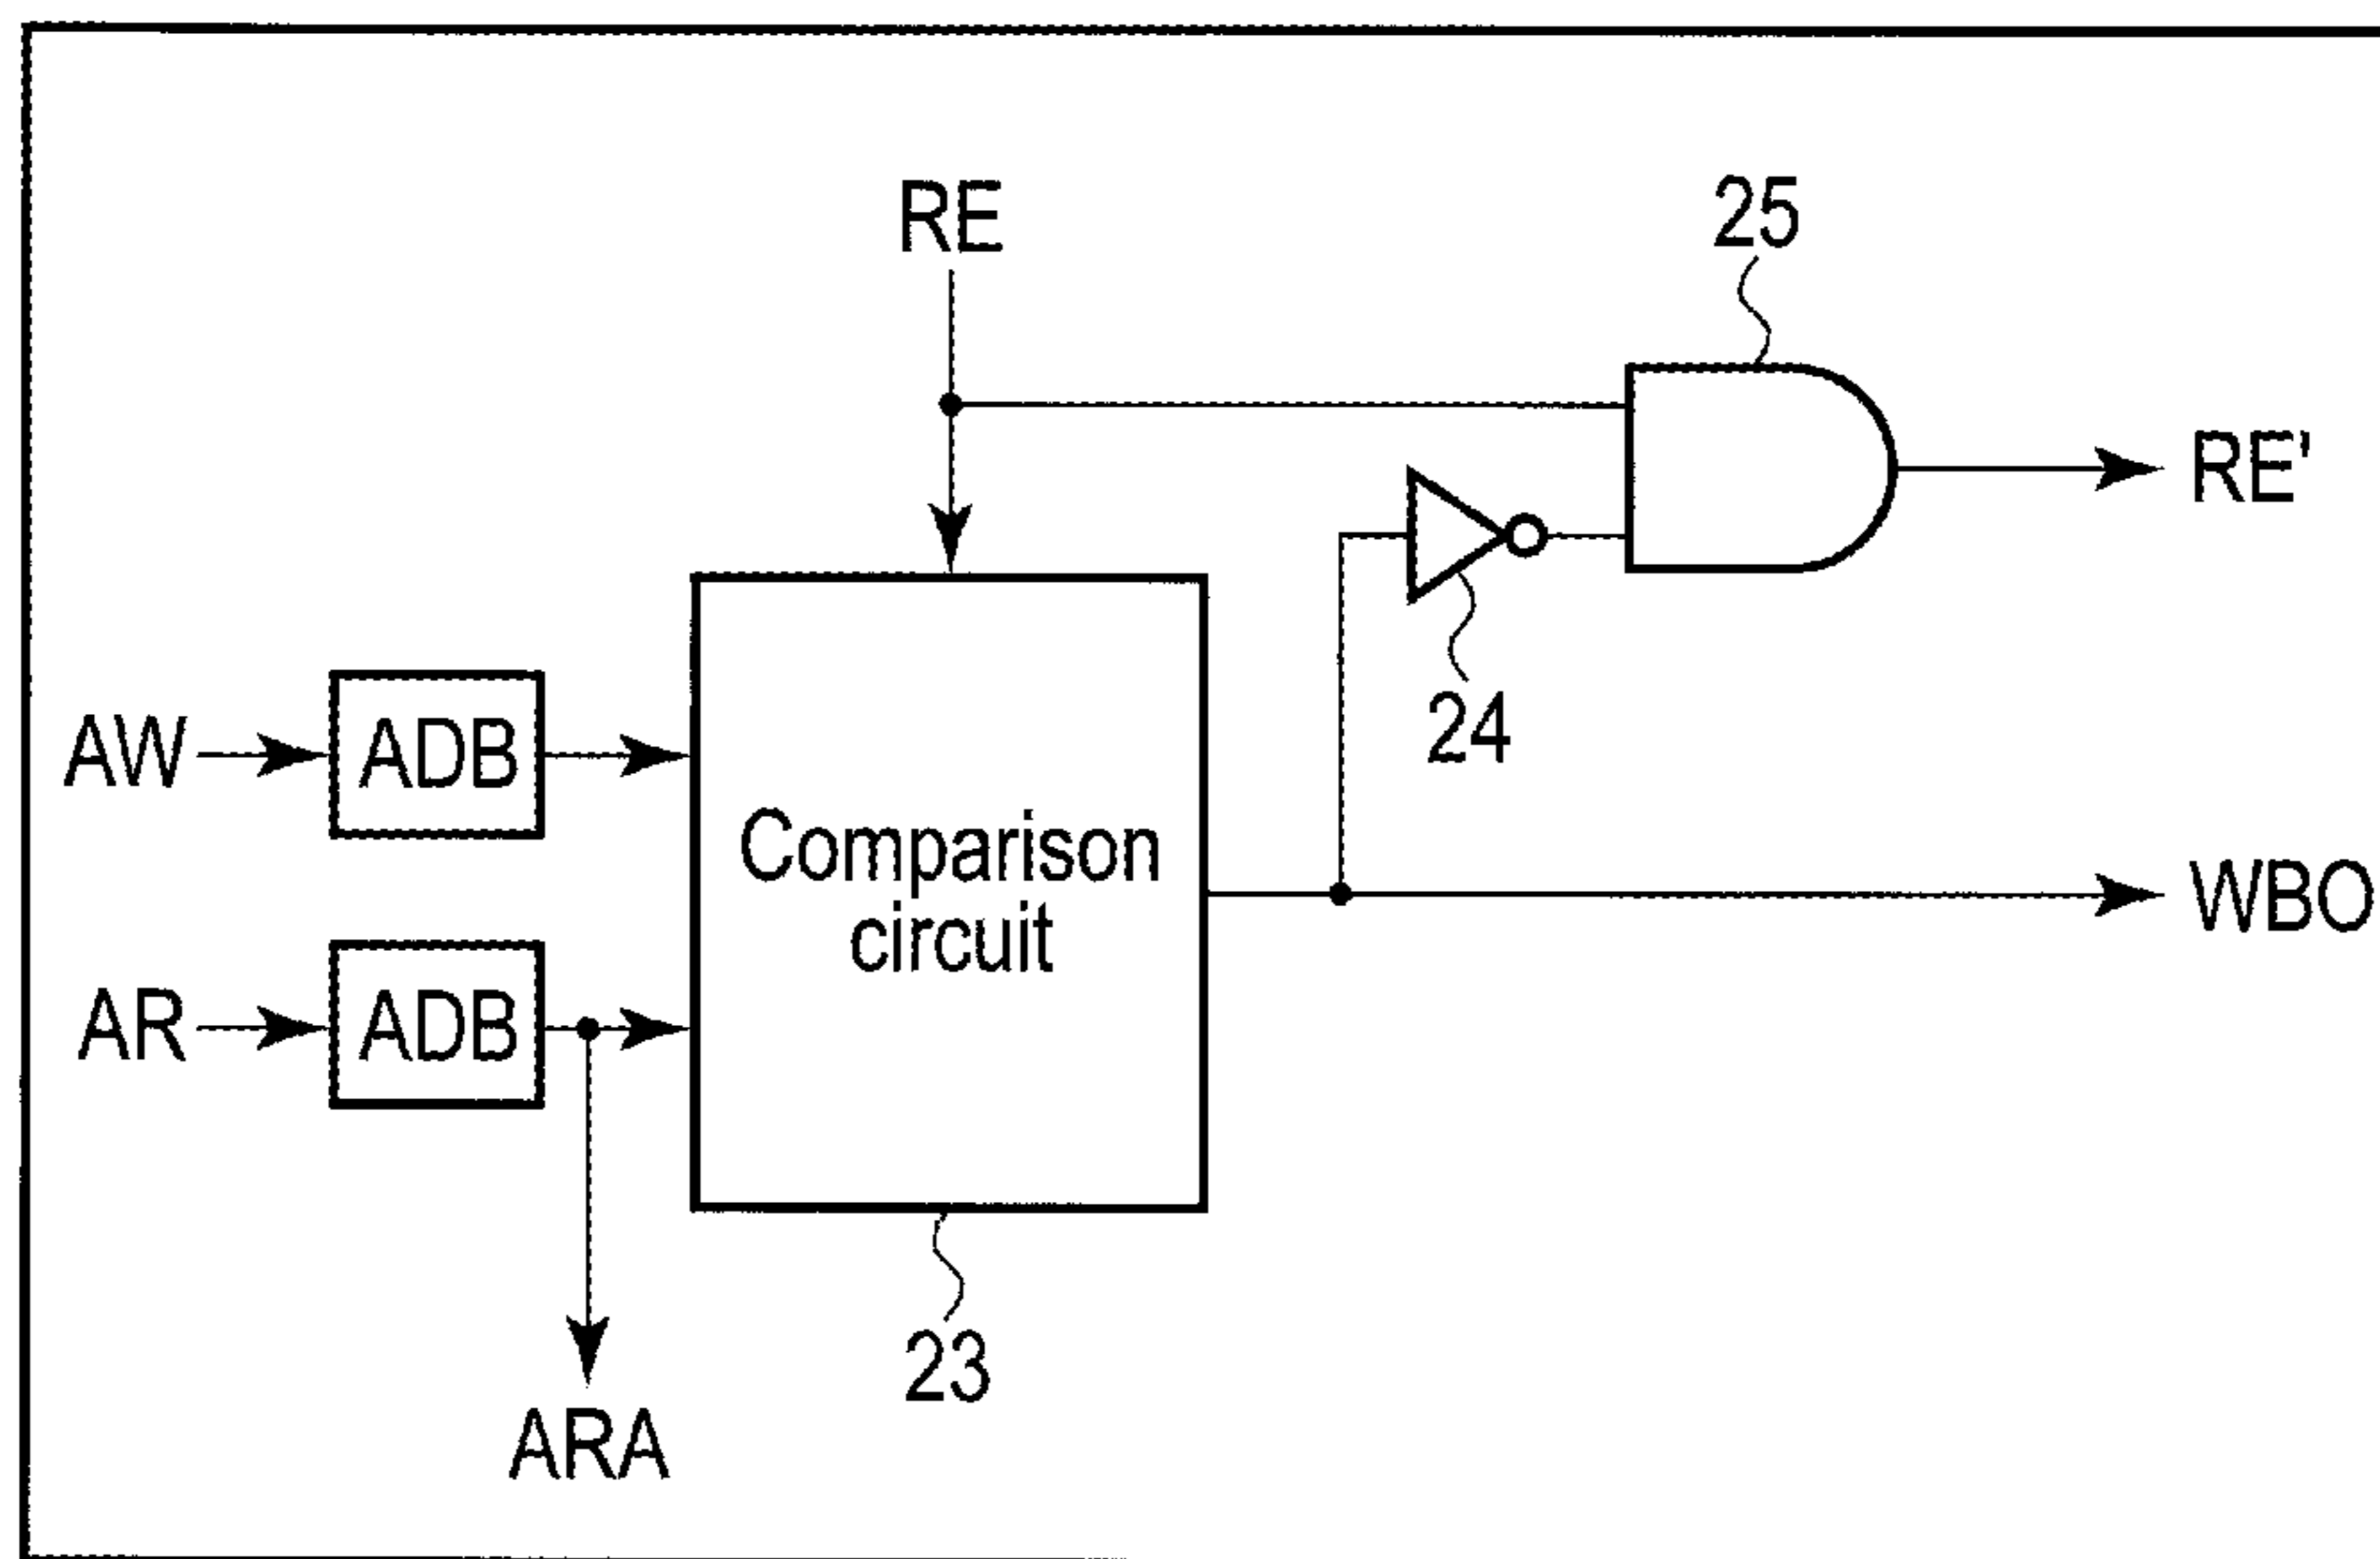 RE
25
RE'
24
AW
ADB
Comparison
circuit
WBO
AR
ADB
23
ARA